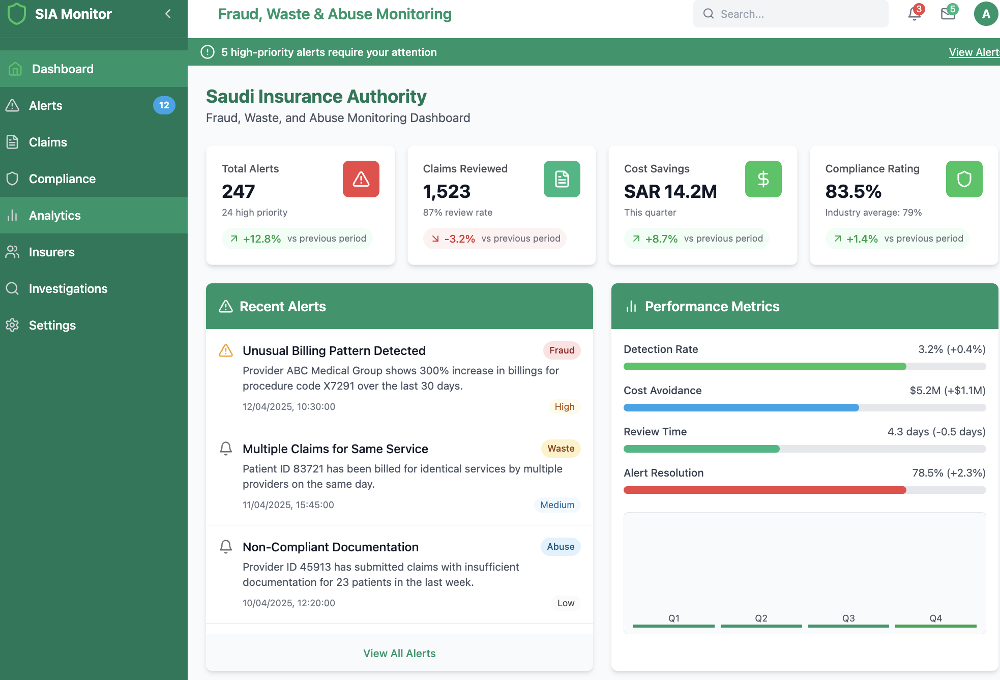 SIA Monitor
Dashboard
Alerts
12
Claims
Compliance
Analytics
Insurers
Investigations
Settings
Fraud, Waste & Abuse Monitoring
Search...
3
5
A
5 high-priority alerts require your attention
View Alerts
Saudi Insurance Authority
Fraud, Waste, and Abuse Monitoring Dashboard
Total Alerts
247
24 high priority
+12.8% vs previous period
Claims Reviewed
1,523
87% review rate
-3.2% vs previous period
Cost Savings
SAR 14.2M
This quarter
+8.7% vs previous period
Compliance Rating
83.5%
Industry average: 79%
+1.4% vs previous period
Recent Alerts
Unusual Billing Pattern Detected
Fraud
Provider ABC Medical Group shows 300% increase in billings for
procedure code X7291 over the last 30 days.
12/04/2025, 10:30:00
High
Multiple Claims for Same Service
Waste
Patient ID 83721 has been billed for identical services by multiple
providers on the same day.
11/04/2025, 15:45:00
Medium
Non-Compliant Documentation
Abuse
Provider ID 45913 has submitted claims with insufficient
documentation for 23 patients in the last week.
10/04/2025, 12:20:00
Low
View All Alerts
Performance Metrics
Detection Rate
3.2% (+0.4%)
Cost Avoidance
$5.2M (+$1.1M)
Review Time
4.3 days (-0.5 days)
Alert Resolution
78.5% (+2.3%)
Q1
Q2
Q3
Q4